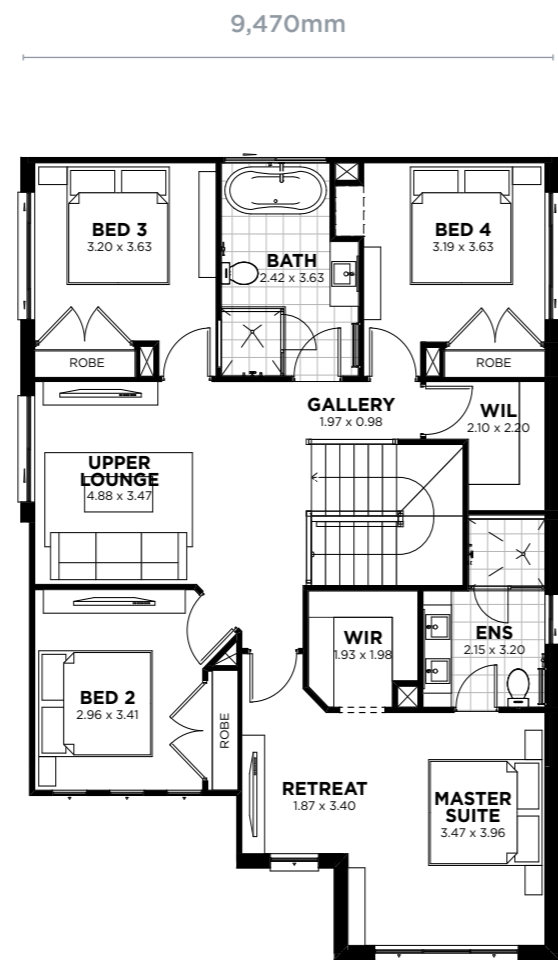 9,470mm
BED 3
3.20 x 3.63
BATH
2.42 x 3.63
BED 4
3.19 x 3.63
ROBE
ROBE
GALLERY
1.97 x 0.98
WIL
2.10 x 2.20
UPPER
LOUNGE
4.88 x 3.47
WIR
1.93 x 1.98
ENS
2.15 x 3.20
BED 2
2.96 x 3.41
ROBE
RETREAT
1.87 x 3.40
MASTER
SUITE
3.47 x 3.96